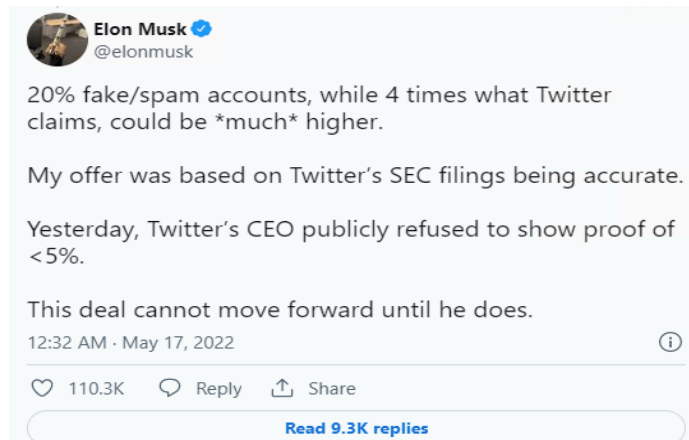 Elon Musk
@elonmusk
20% fake/spam accounts, while 4 times what Twitter
claims, could be *much* higher.
My offer was based on Twitter's SEC filings being accurate.
Yesterday, Twitter's CEO publicly refused to show proof of
<5%.
This deal cannot move forward until he does.
12:32 AM · May 17, 2022
110.3K Reply Share
Read 9.3K replies